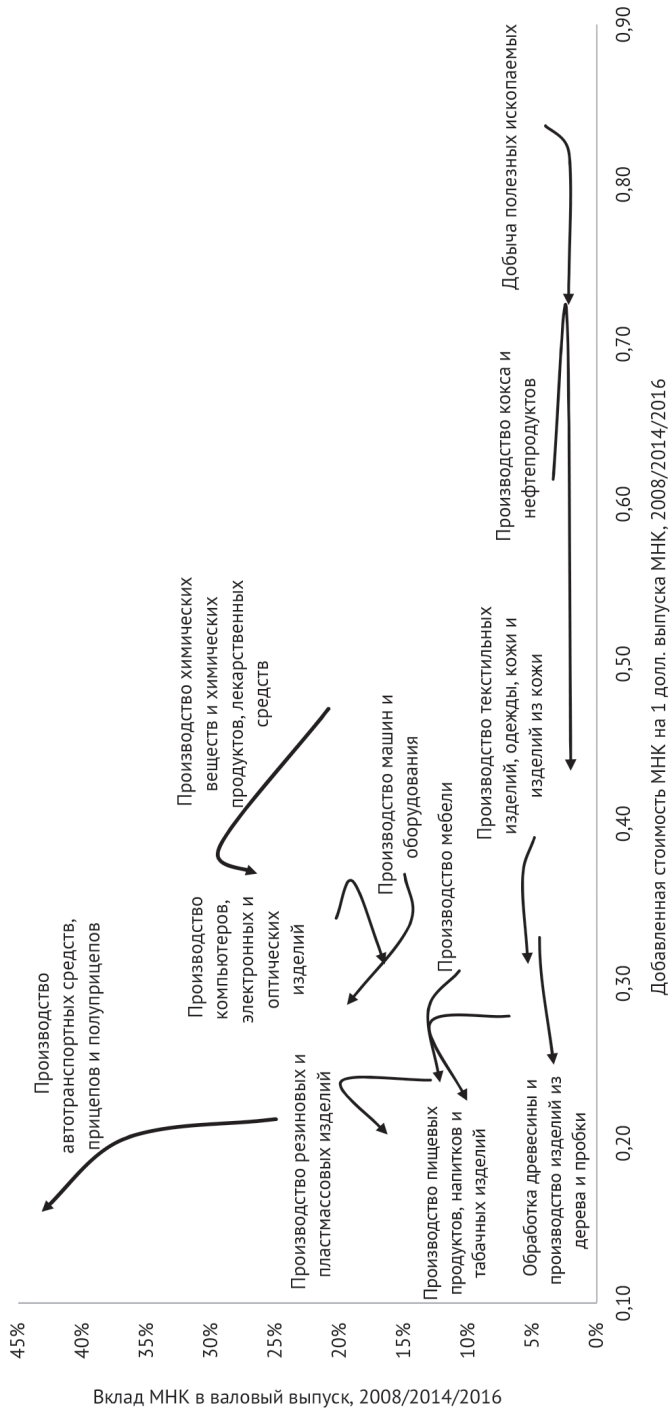 Вклад МНК в валовый выпуск, 2008/2014/2016
45%
40%
35%
30%
25%
20%
15%
10%
5%
0%
Производство
автотранспортных средств,
прицепов и полуприцепов
Производство химических
веществ и химических
продуктов, лекарственных
средств
Производство
компьютеров,
электронных и
оптических
изделий
Производство резиновых и
пластмассовых изделий
Производство машин и
оборудования
Производство мебели
Производство пищевых
продуктов, напитков и
табачных изделий
Производство текстильных
изделий, одежды, кожи и
изделий из кожи
Обработка древесины и
производство изделий из
дерева и пробки
Производство кокса и
нефтепродуктов
Добыча полезных ископаемых
0,10
0,20
0,30
0,40
0,50
0,60
0,70
0,80
0,90
Добавленная стоимость МНК на 1 долл. выпуска МНК, 2008/2014/2016